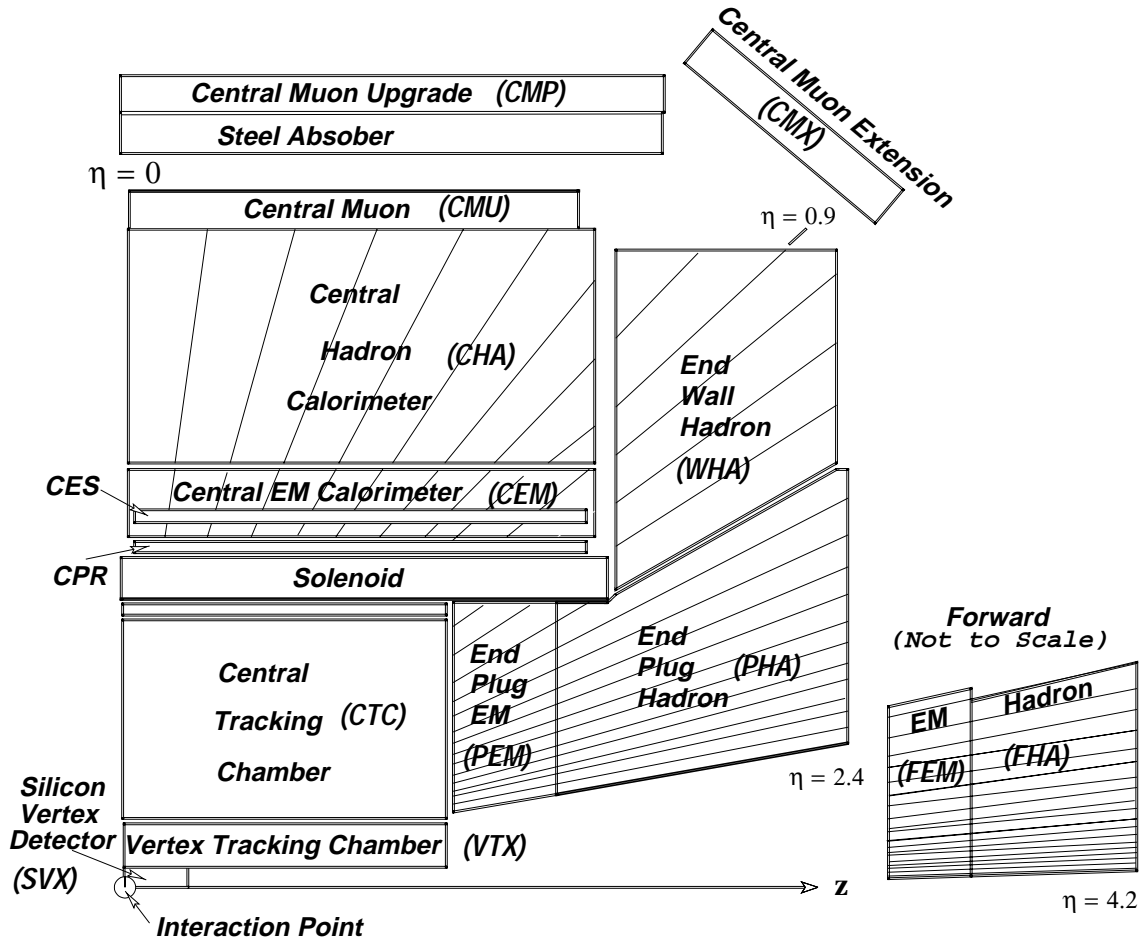 Central Muon Upgrade (CMP)
Steel Absober
Central Muon Extension
(CMX)
η = 0
Central Muon (CMU)
η = 0.9
Central
Hadron (CHA)
Calorimeter
End
Wall
Hadron
(WHA)
CES
Central EM Calorimeter (CEM)
CPR
Solenoid
Central
Tracking (CTC)
Chamber
End
Plug
EM
(PEM)
End
Plug (PHA)
Hadron
Forward
(Not to Scale)
EM
(FEM)
Hadron
(FHA)
η = 2.4
Silicon
Vertex
Detector
(SVX)
Vertex Tracking Chamber (VTX)
z
η = 4.2
Interaction Point